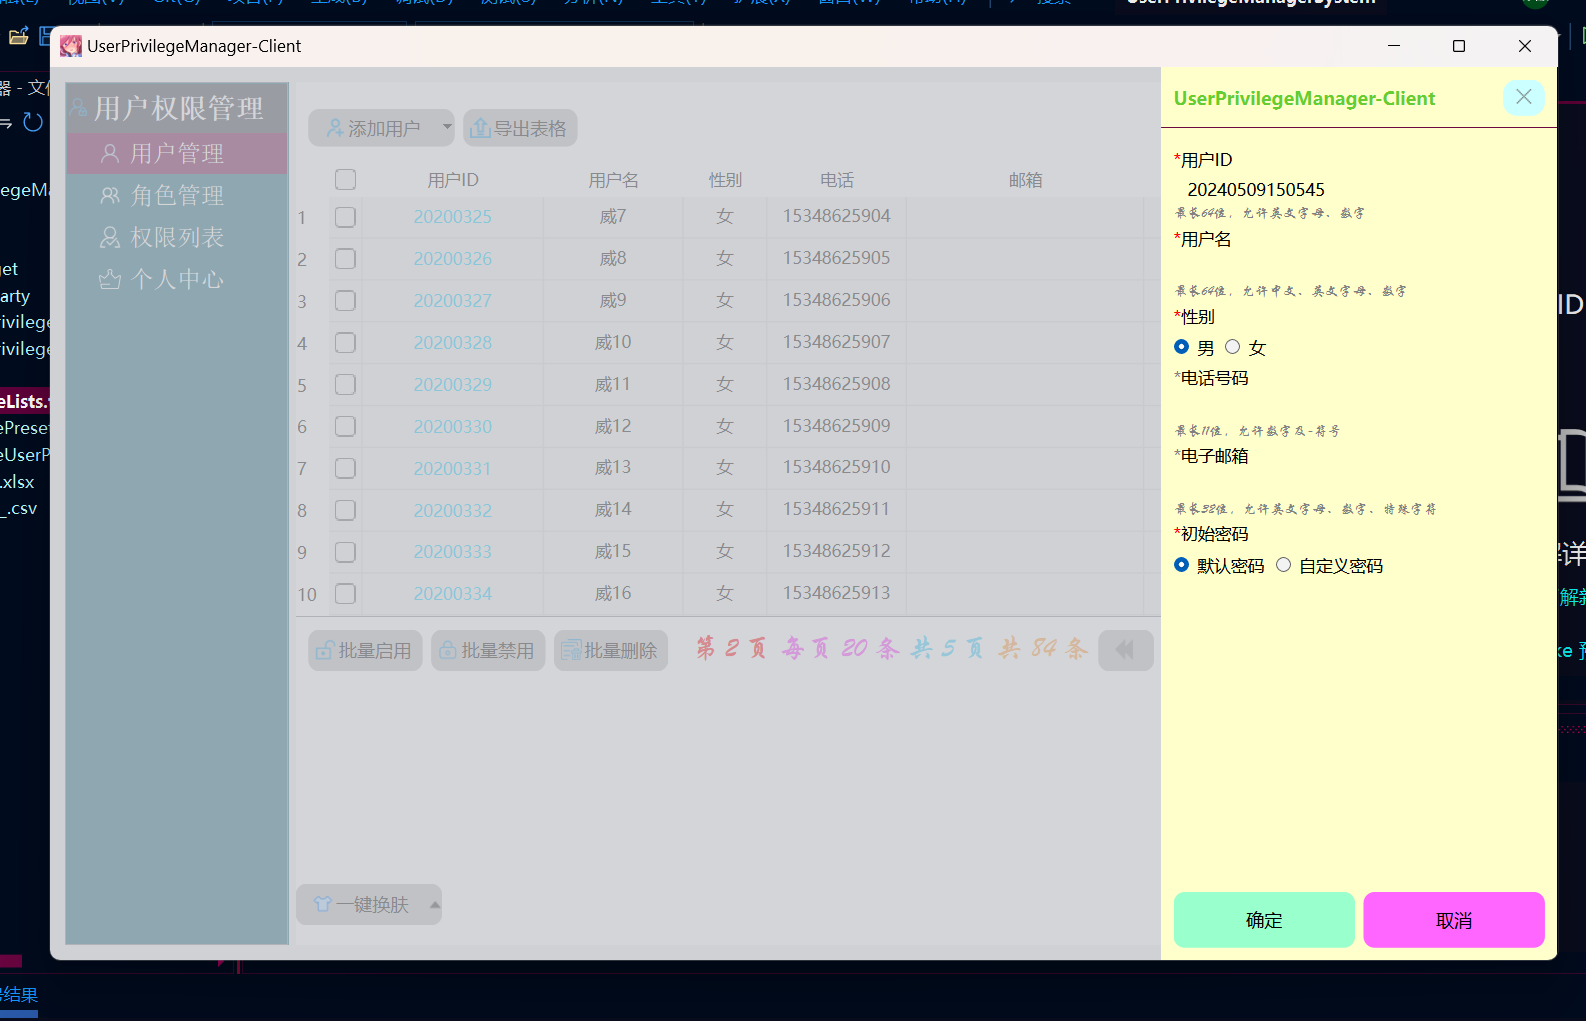 UserPrivilegeManagerSystem
UserPrivilegeManager-Client
用户权限管理
用户管理
角色管理
权限列表
个人中心
添加用户
导出表格
用户ID 用户名 性别 电话 邮箱
1 20200325 威7 女 15348625904
2 20200326 威8 女 15348625905
3 20200327 威9 女 15348625906
4 20200328 威10 女 15348625907
5 20200329 威11 女 15348625908
6 20200330 威12 女 15348625909
7 20200331 威13 女 15348625910
8 20200332 威14 女 15348625911
9 20200333 威15 女 15348625912
10 20200334 威16 女 15348625913
批量启用 批量禁用 批量删除 第 2 页 每页 20 条 共 5 页 共 84 条
一键换肤
UserPrivilegeManager-Client
*用户ID
20240509150545
最长64位，允许英文字母、数字
*用户名
最长64位，允许中文、英文字母、数字
*性别
男 女
*电话号码
最长11位，允许数字及-符号
*电子邮箱
最长32位，允许英文字母、数字、特殊字符
*初始密码
默认密码 自定义密码
确定 取消
.xlsx
_.csv